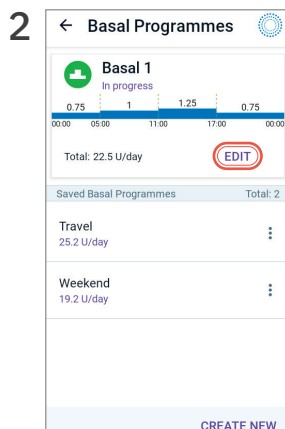 2
Basal Programmes
Basal 1
In progress
0.75 1 1.25 0.75
00:00 05:00 11:00 17:00 00:00
Total: 22.5 U/day EDIT
Saved Basal Programmes Total: 2
Travel
25.2 U/day
Weekend
19.2 U/day
CREATE NEW